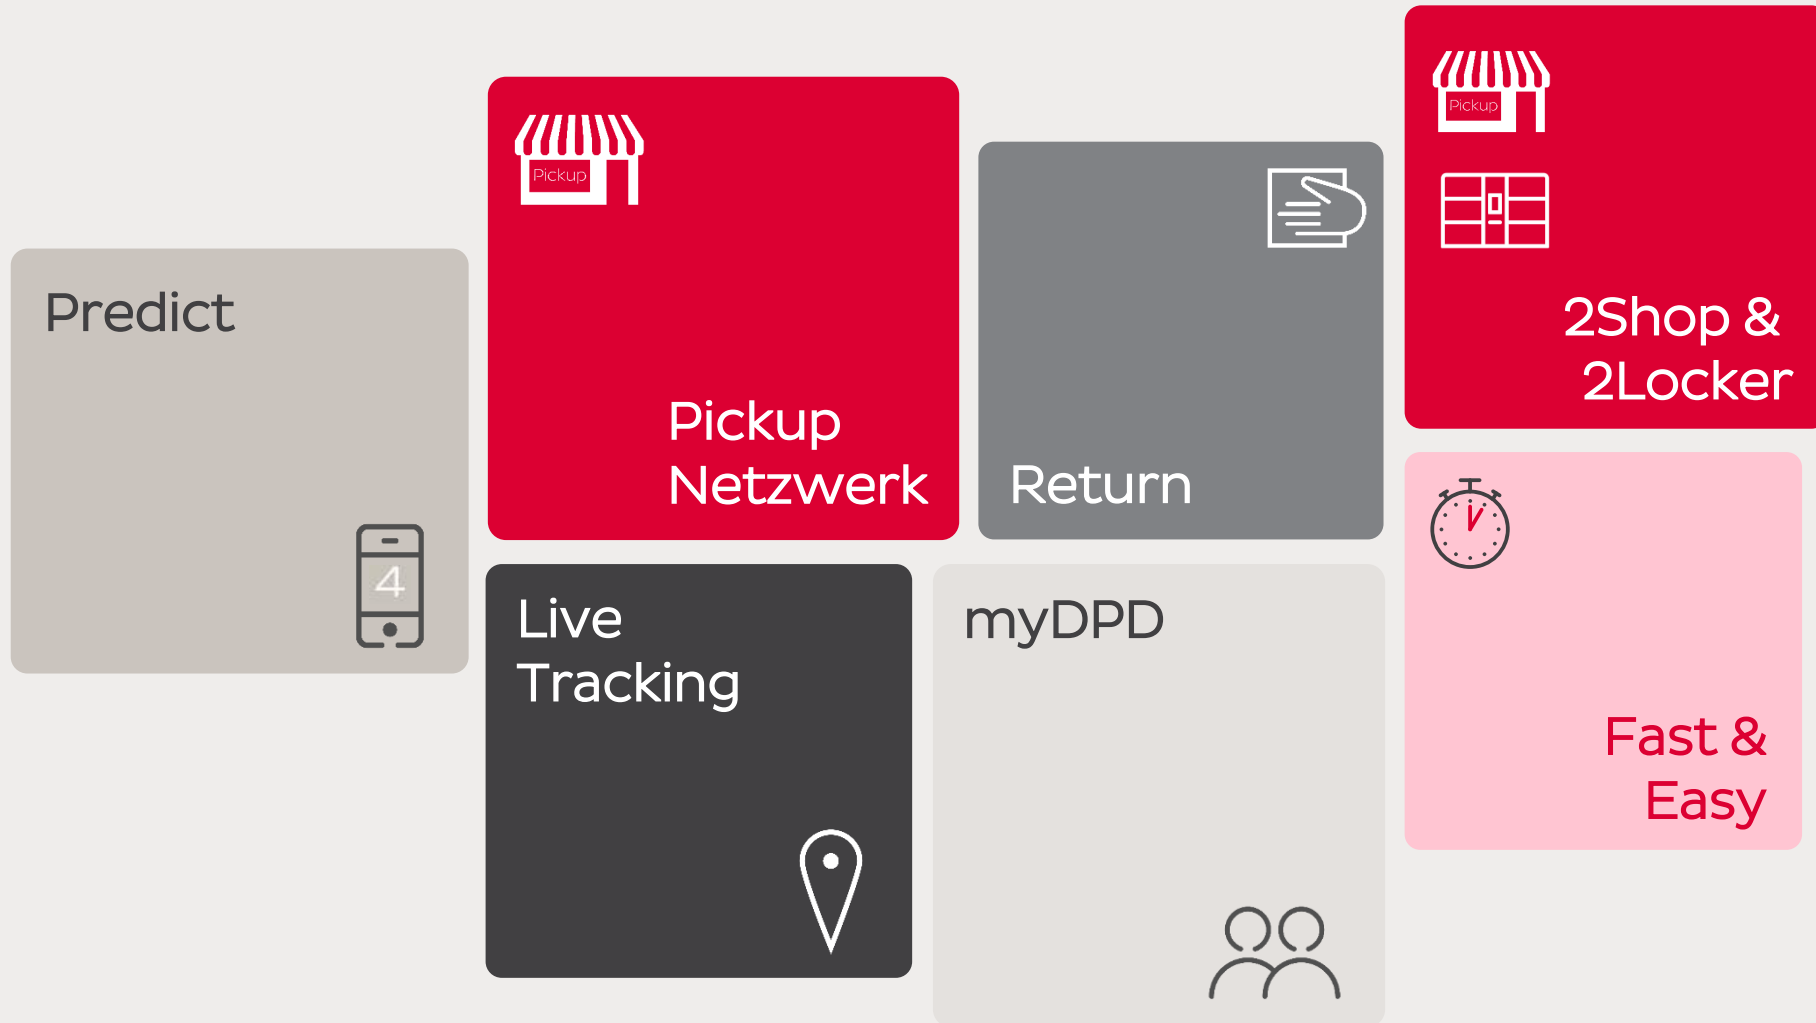 Predict
4
Pickup
Pickup
Netzwerk
Return
Pickup
2Shop &
2Locker
Live
Tracking
myDPD
Fast &
Easy